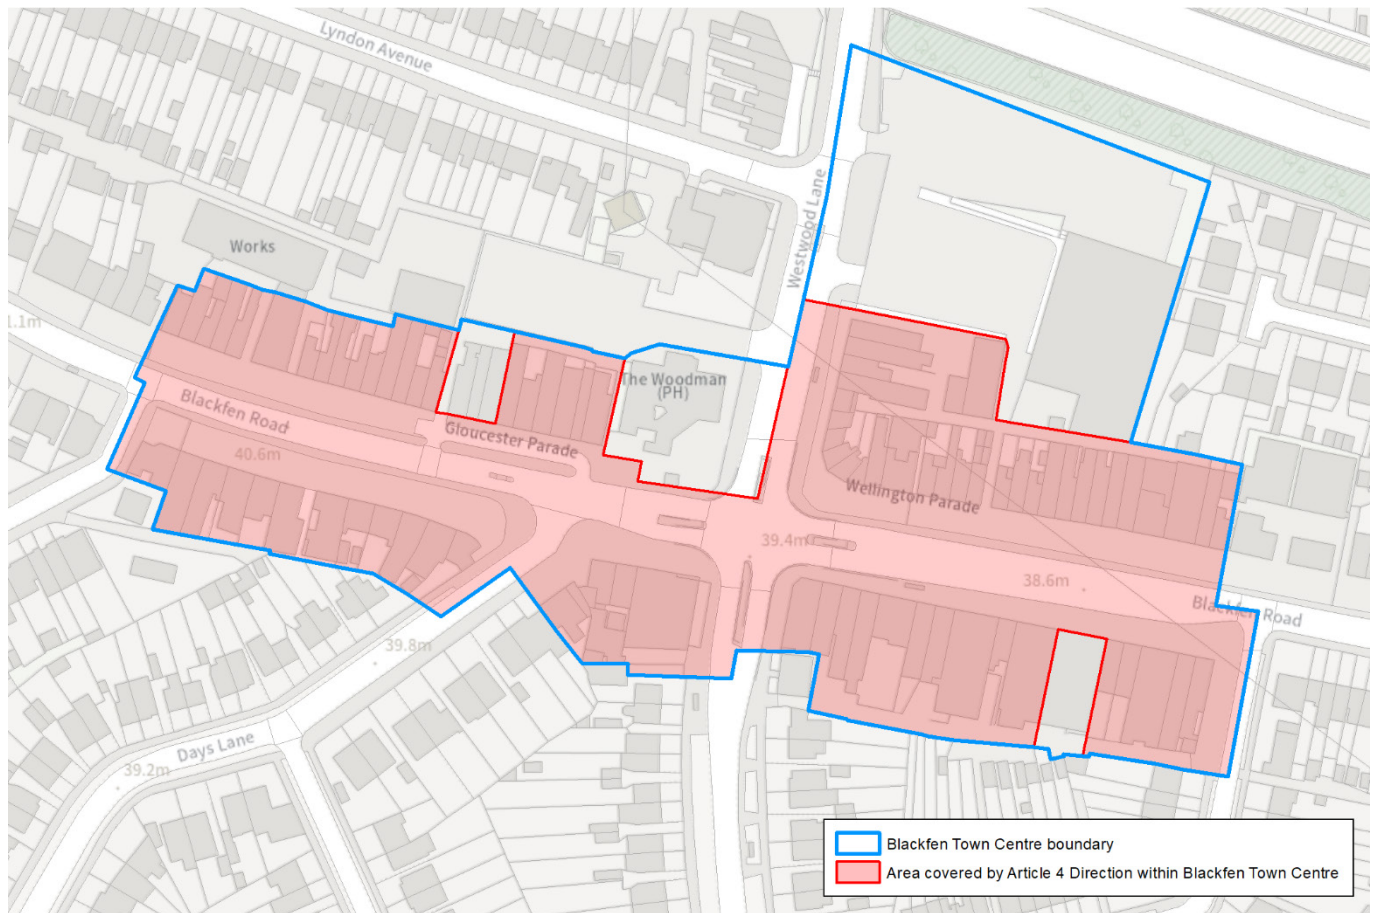 Lyndon Avenue
Westwood Lane
Works
1.1m
The Woodman
(PH)
Blackfen Road
Gloucester Parade
40.6m
Wellington Parade
39.4m
38.6m
Blackfen Road
39.8m
Days Lane
39.2m
Blackfen Town Centre boundary
Area covered by Article 4 Direction within Blackfen Town Centre